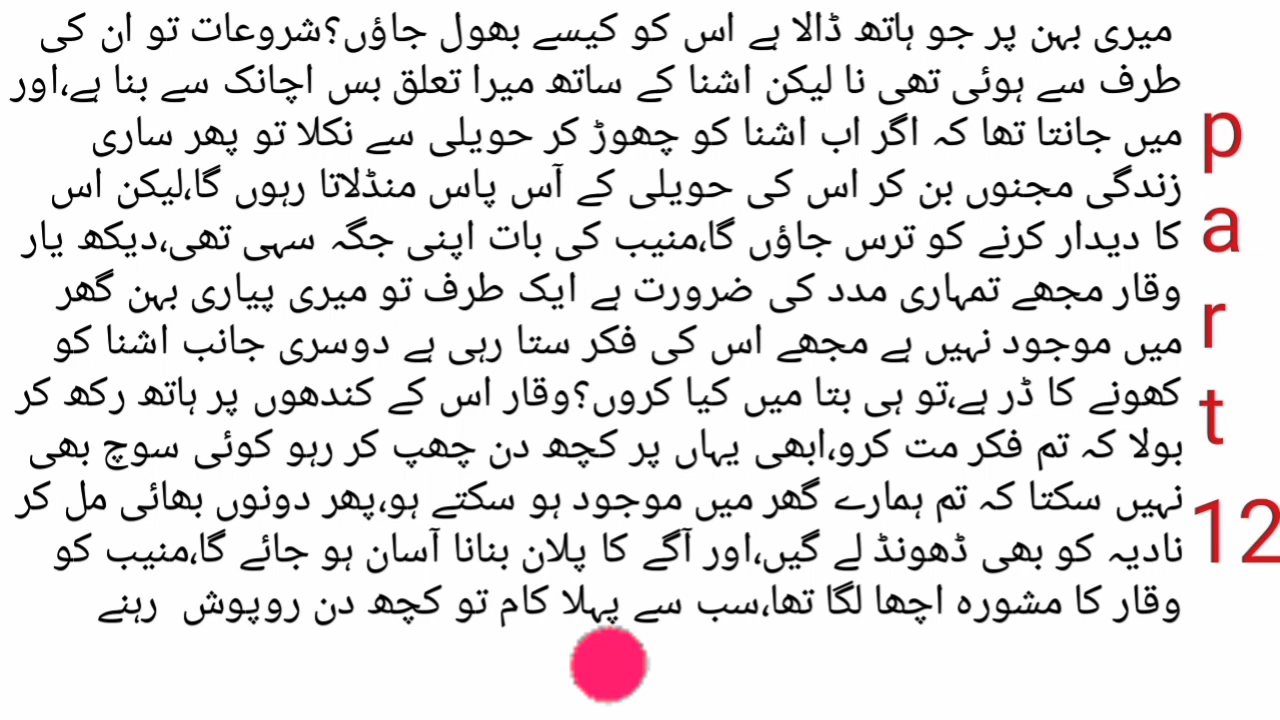 میری بہن پر جو ہاتھ ڈالا ہے اس کو کیسے بھول جاؤں؟شروعات تو ان کی
طرف سے ہوئی تھی نا لیکن اشنا کے ساتھ میرا تعلق بس اچانک سے بنا ہے،اور
میں جانتا تھا کہ اگر اب اشنا کو چھوڑ کر حویلی سے نکلا تو پھر ساری
زندگی مجنوں بن کر اس کی حویلی کے آس پاس منڈلاتا رہوں گا،لیکن اس
کا دیدار کرنے کو ترس جاؤں گا،منیب کی بات اپنی جگہ سہی تھی،دیکھ یار
وقار مجھے تمہاری مدد کی ضرورت ہے ایک طرف تو میری پیاری بہن گھر
میں موجود نہیں ہے مجھے اس کی فکر ستا رہی ہے دوسری جانب اشنا کو
کھونے کا ڈر ہے،تو ہی بتا میں کیا کروں؟وقار اس کے کندھوں پر ہاتھ رکھ کر
بولا کہ تم فکر مت کرو،ابھی یہاں پر کچھ دن چھپ کر رہو کوئی سوچ بھی
نہیں سکتا کہ تم ہمارے گھر میں موجود ہو سکتے ہو،پھر دونوں بھائی مل کر
نادیہ کو بھی ڈھونڈ لے گیں،اور آگے کا پلان بنانا آسان ہو جائے گا،منیب کو
وقار کا مشورہ اچھا لگا تھا،سب سے پہلا کام تو کچھ دن روپوش رہنے
part 12